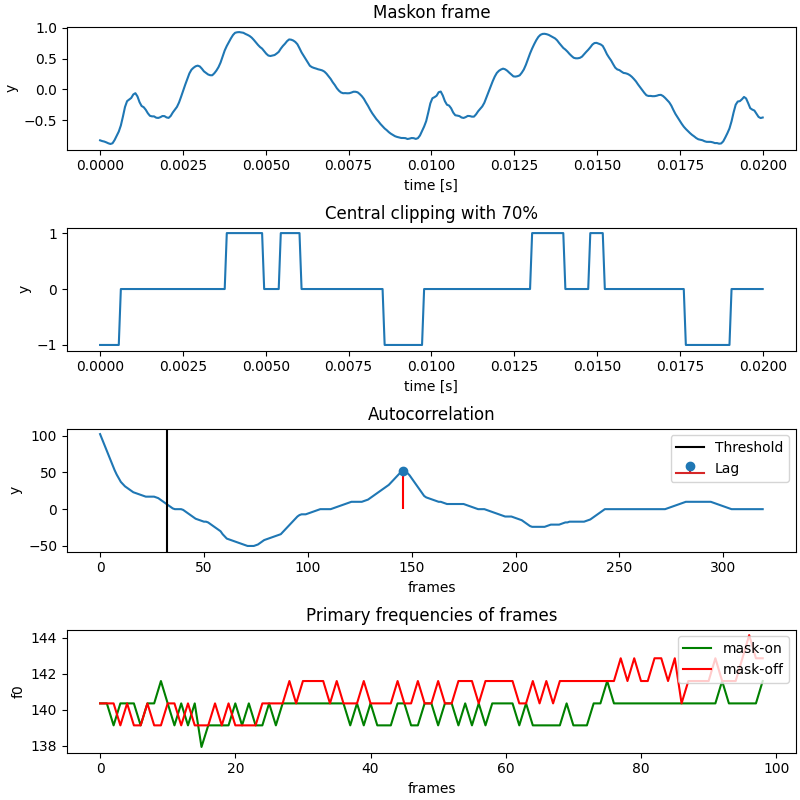 Maskon frame
1.0
0.5
0.0
−0.5
y
0.0000 0.0025 0.0050 0.0075 0.0100 0.0125 0.0150 0.0175 0.0200
time [s]
Central clipping with 70%
1
0
−1
y
0.0000 0.0025 0.0050 0.0075 0.0100 0.0125 0.0150 0.0175 0.0200
time [s]
Autocorrelation
100
50
0
−50
y
Threshold
Lag
0 50 100 150 200 250 300
frames
Primary frequencies of frames
144
142
140
138
f0
mask-on
mask-off
0 20 40 60 80 100
frames